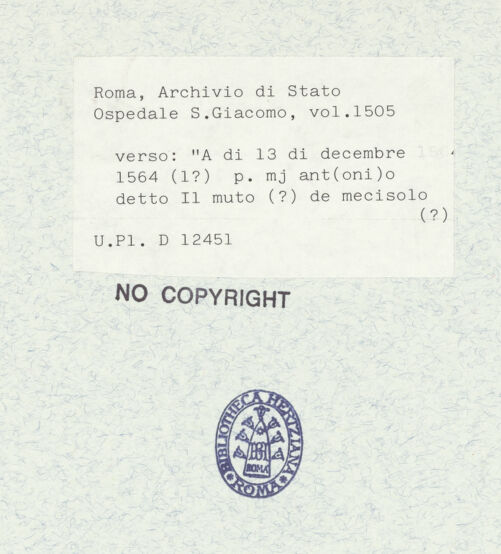 Roma, Archivio di Stato
Ospedale S.Giacomo, vol.1505
verso: "A di 13 di decembre
1564 (1?) p. mj ant(oni)o
detto Il muto (?) de mecisolo
(?)
U.Pl. D 12451
NO COPYRIGHT
BIBLIOTHECA HERTZIANA
ROMA
ROMA